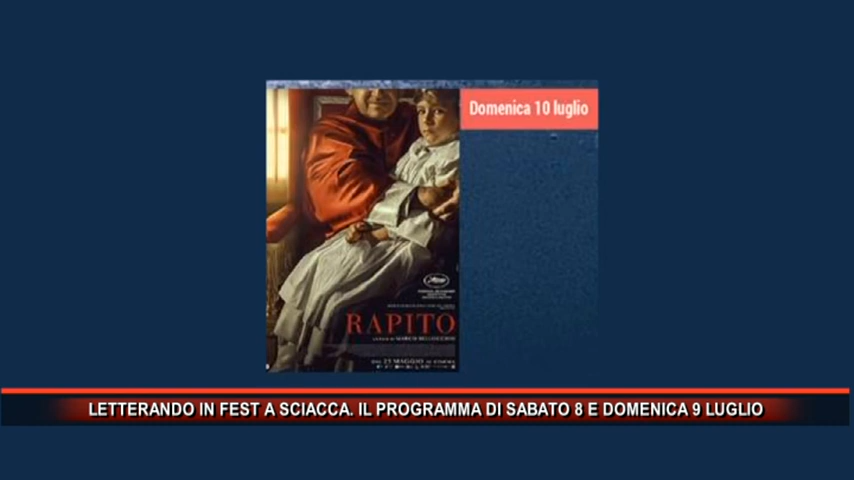 Domenica 10 luglio
RAPITO
LETTERANDO IN FEST A SCIACCA. IL PROGRAMMA DI SABATO 8 E DOMENICA 9 LUGLIO